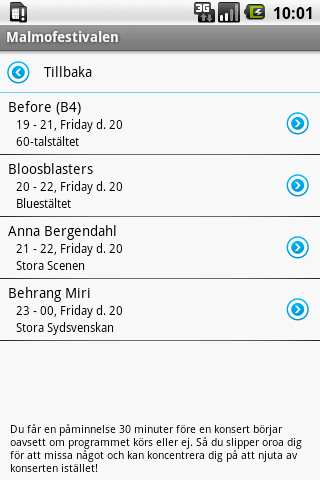 3G
10:01
Malmofestivalen
Tillbaka
Before (B4)
19 - 21, Friday d. 20
60-talstältet
Bloosblasters
20 - 22, Friday d. 20
Bluestältet
Anna Bergendahl
21 - 22, Friday d. 20
Stora Scenen
Behrang Miri
23 - 00, Friday d. 20
Stora Sydsvenskan
Du får en påminnelse 30 minuter före en konsert börjar
oavsett om programmet körs eller ej. Så du slipper oroa dig
för att missa något och kan koncentrera dig på att njuta av
konserten istället!